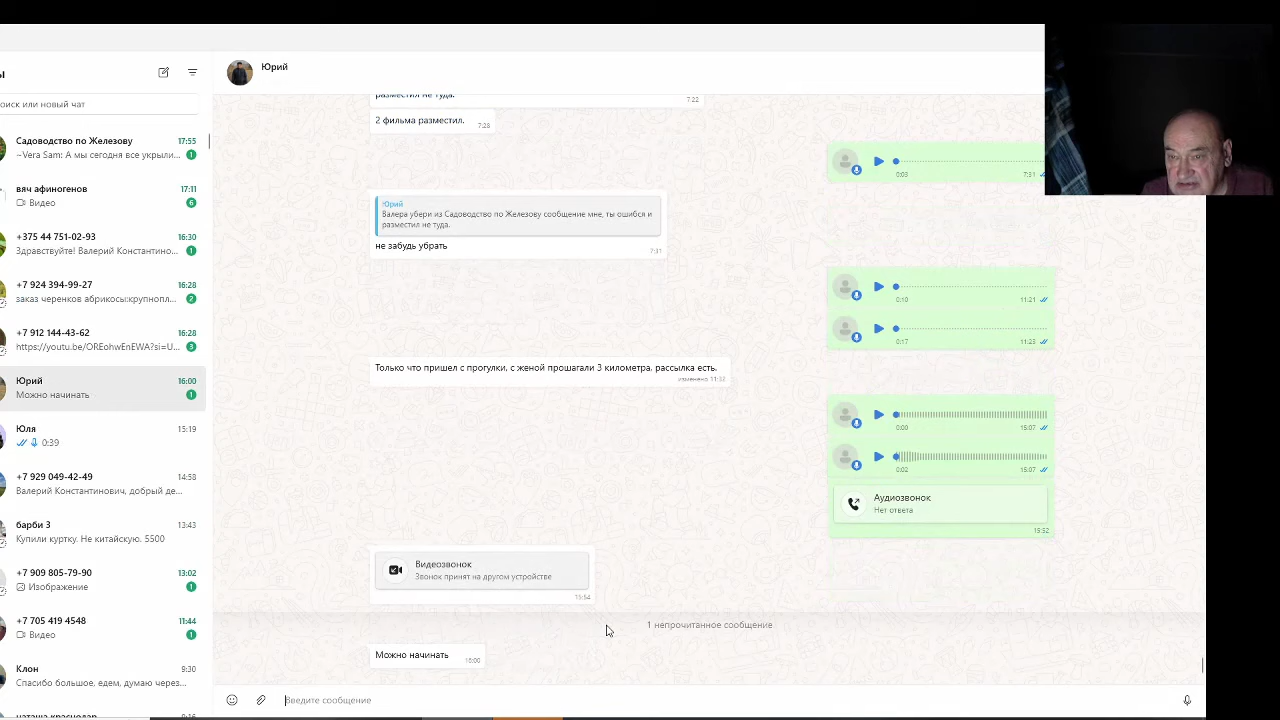 ы
оиск или новый чат
Садоводство по Железову 17:55
~Vera Sam: А мы сегодня все укрыли... 1
вяч афиногенов 17:11
Видео 6
+375 44 751-02-93 16:30
Здравствуйте! Валерий Константино... 1
+7 924 394-99-27 16:28
заказ черенков абрикосы:крупнопл... 2
+7 912 144-43-62 16:28
https://youtu.be/OREohwEnEWA?si=U... 3
Юрий 16:00
Можно начинать 1
Юля 15:19
0:39
+7 929 049-42-49 14:58
Валерий Константинович, добрый де...
барби 3 13:43
Купили куртку. Не китайскую. 5500
+7 909 805-79-90 13:02
Изображение 1
+7 705 419 4548 11:44
Видео 1
Клон 9:30
Спасибо большое, едем, думаю через...
наташа краснодар 9:16
Юрий
разместил не туда. 7:22
2 фильма разместил. 7:28
0:03 7:31
Юрий
Валера убери из Садоводство по Железову сообщение мне, ты ошибся и
разместил не туда.
не забудь убрать 7:31
0:10 11:21
0:17 11:23
Только что пришел с прогулки, с женой прошагали 3 километра, рассылка есть.
изменено 11:32
0:00 15:07
0:02 15:07
Аудиозвонок
Нет ответа
15:52
Видеозвонок
Звонок принят на другом устройстве
15:54
1 непрочитанное сообщение
Можно начинать 16:00
Введите сообщение